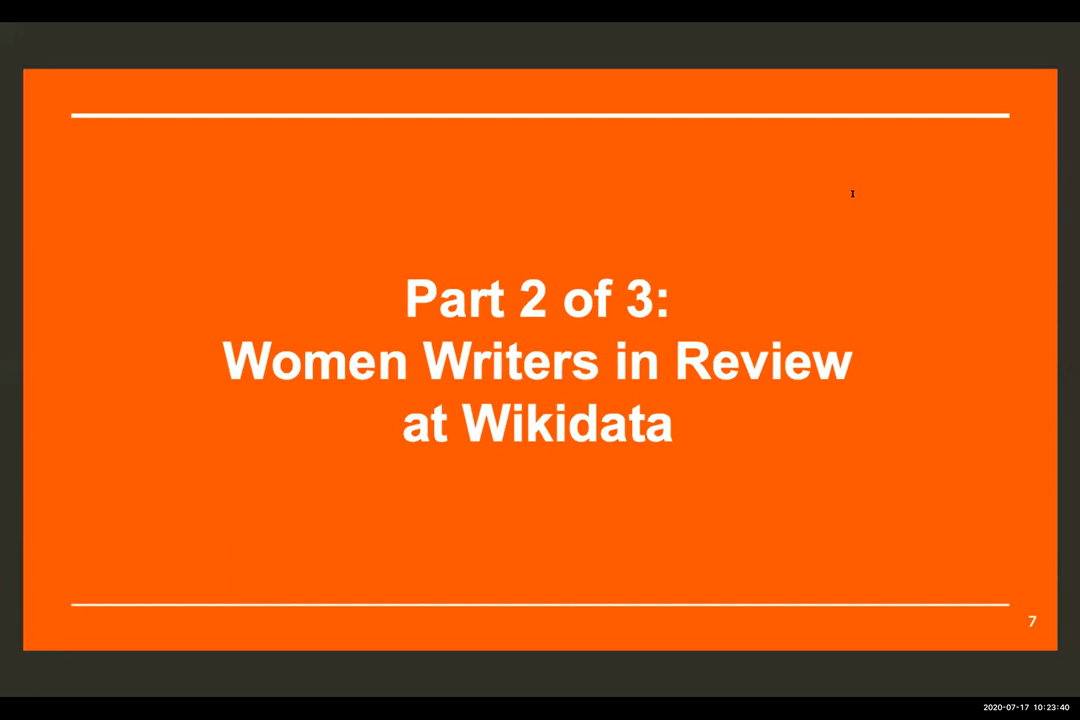 Part 2 of 3:
Women Writers in Review
at Wikidata
7
2020-07-17 10:23:40